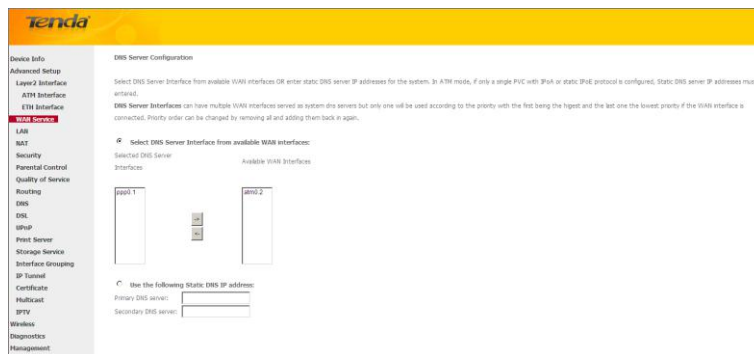 Tenda
Device Info
Advanced Setup
Layer2 Interface
ATM Interface
ETH Interface
WAN Service
LAN
NAT
Security
Parental Control
Quality of Service
Routing
DNS
DSL
UPnP
Print Server
Storage Service
Interface Grouping
IP Tunnel
Certificate
Multicast
IPTV
Wireless
Diagnostics
Management
DNS Server Configuration
Select DNS Server Interface from available WAN interfaces OR enter static DNS server IP addresses for the system. In ATM mode, if only a single PVC with IPoA or static IPoE protocol is configured, Static DNS server IP addresses mus
entered.
DNS Server Interfaces can have multiple WAN interfaces served as system dns servers but only one will be used according to the priority with the first being the higest and the last one the lowest priority if the WAN interface is
connected. Priority order can be changed by removing all and adding them back in again.
Select DNS Server Interface from available WAN interfaces:
Selected DNS Server
Interfaces
Available WAN Interfaces
ppp0.1
atm0.2
->
<-
Use the following Static DNS IP address:
Primary DNS server:
Secondary DNS server: